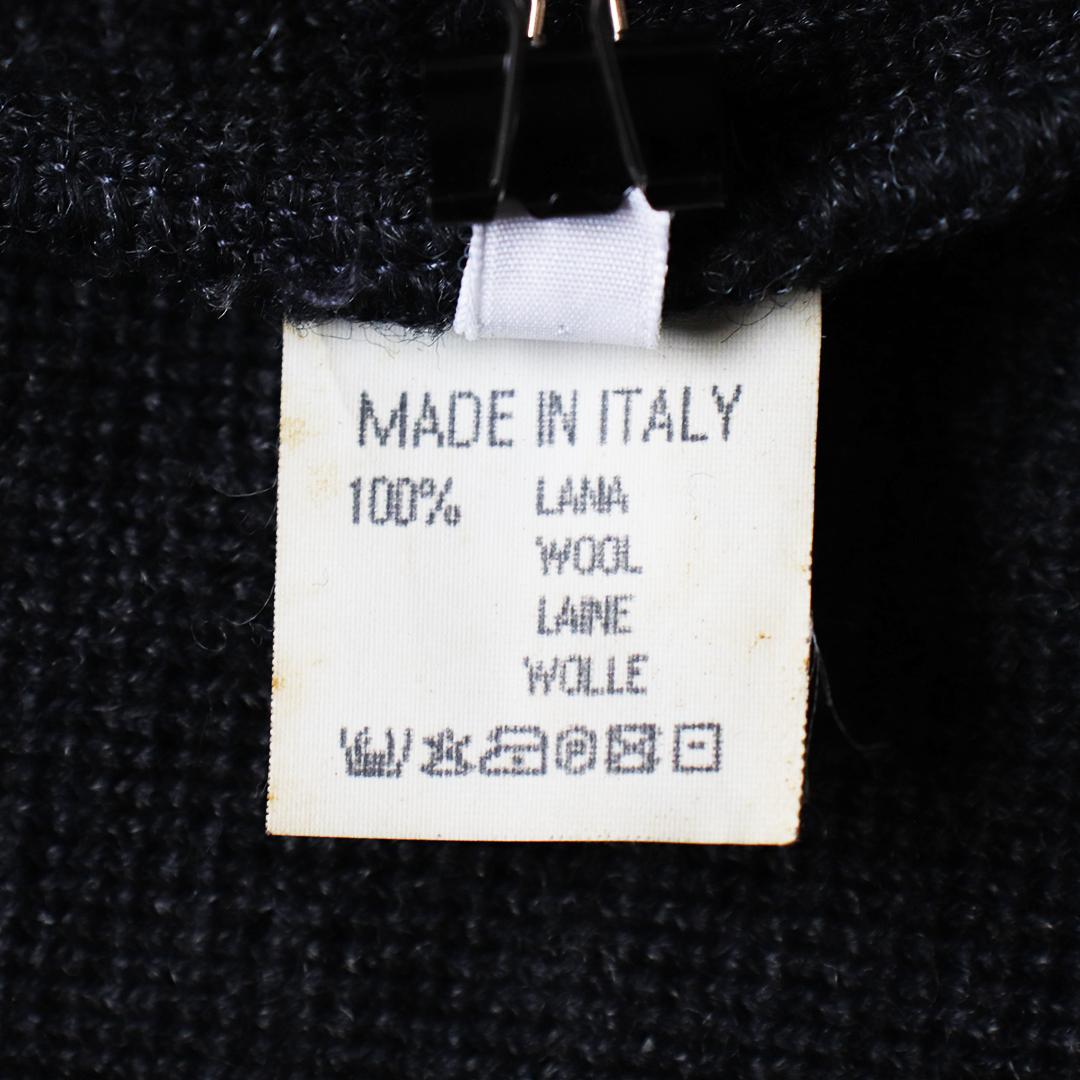 MADE IN ITALY
100% LANA
WOOL
LAINE
WOLLE
P